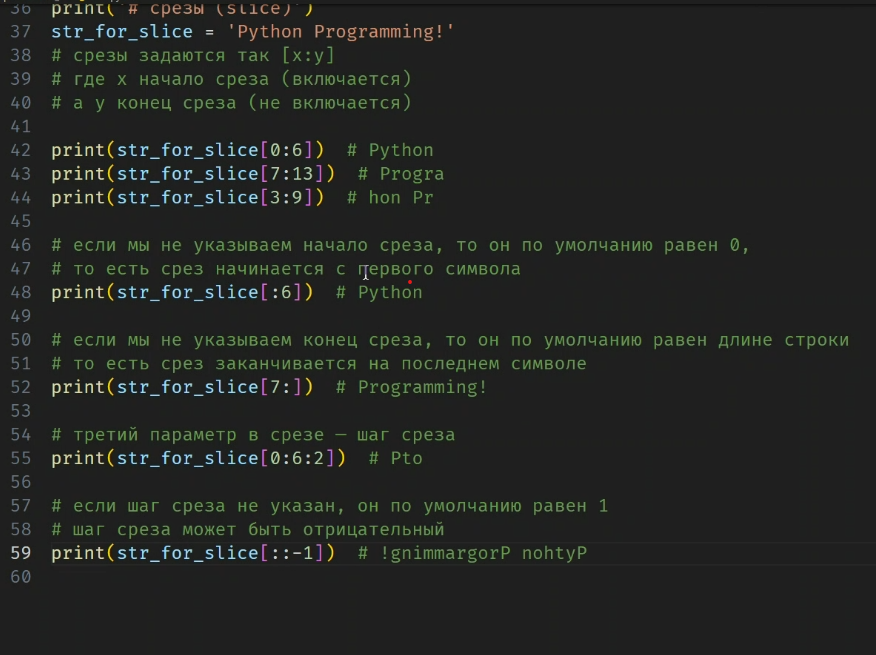 36 print('# срезы (slice)')
37 str_for_slice = 'Python Programming!'
38 # срезы задаются так [x:y]
39 # где x начало среза (включается)
40 # а y конец среза (не включается)
41
42 print(str_for_slice[0:6])  # Python
43 print(str_for_slice[7:13])  # Progra
44 print(str_for_slice[3:9])  # hon Pr
45
46 # если мы не указываем начало среза, то он по умолчанию равен 0,
47 # то есть срез начинается с первого символа
48 print(str_for_slice[:6])  # Python
49
50 # если мы не указываем конец среза, то он по умолчанию равен длине строки
51 # то есть срез заканчивается на последнем символе
52 print(str_for_slice[7:])  # Programming!
53
54 # третий параметр в срезе — шаг среза
55 print(str_for_slice[0:6:2])  # Pto
56
57 # если шаг среза не указан, он по умолчанию равен 1
58 # шаг среза может быть отрицательный
59 print(str_for_slice[::-1])  # !gnimmargorP nohtyP
60